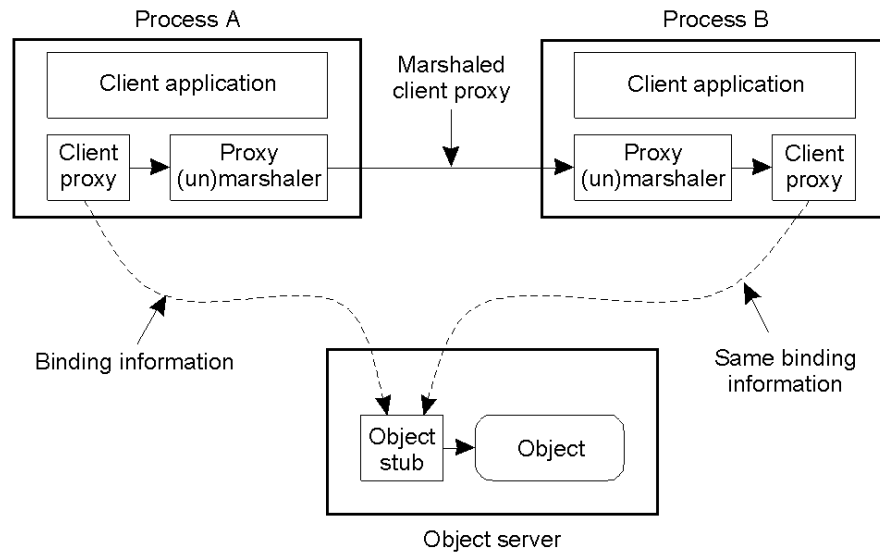 Process A
Process B
Client application
Marshaled
client proxy
Client application
Client
proxy
Proxy
(un)marshaler
Proxy
(un)marshaler
Client
proxy
Binding information
Same binding
information
Object
stub
Object
Object server